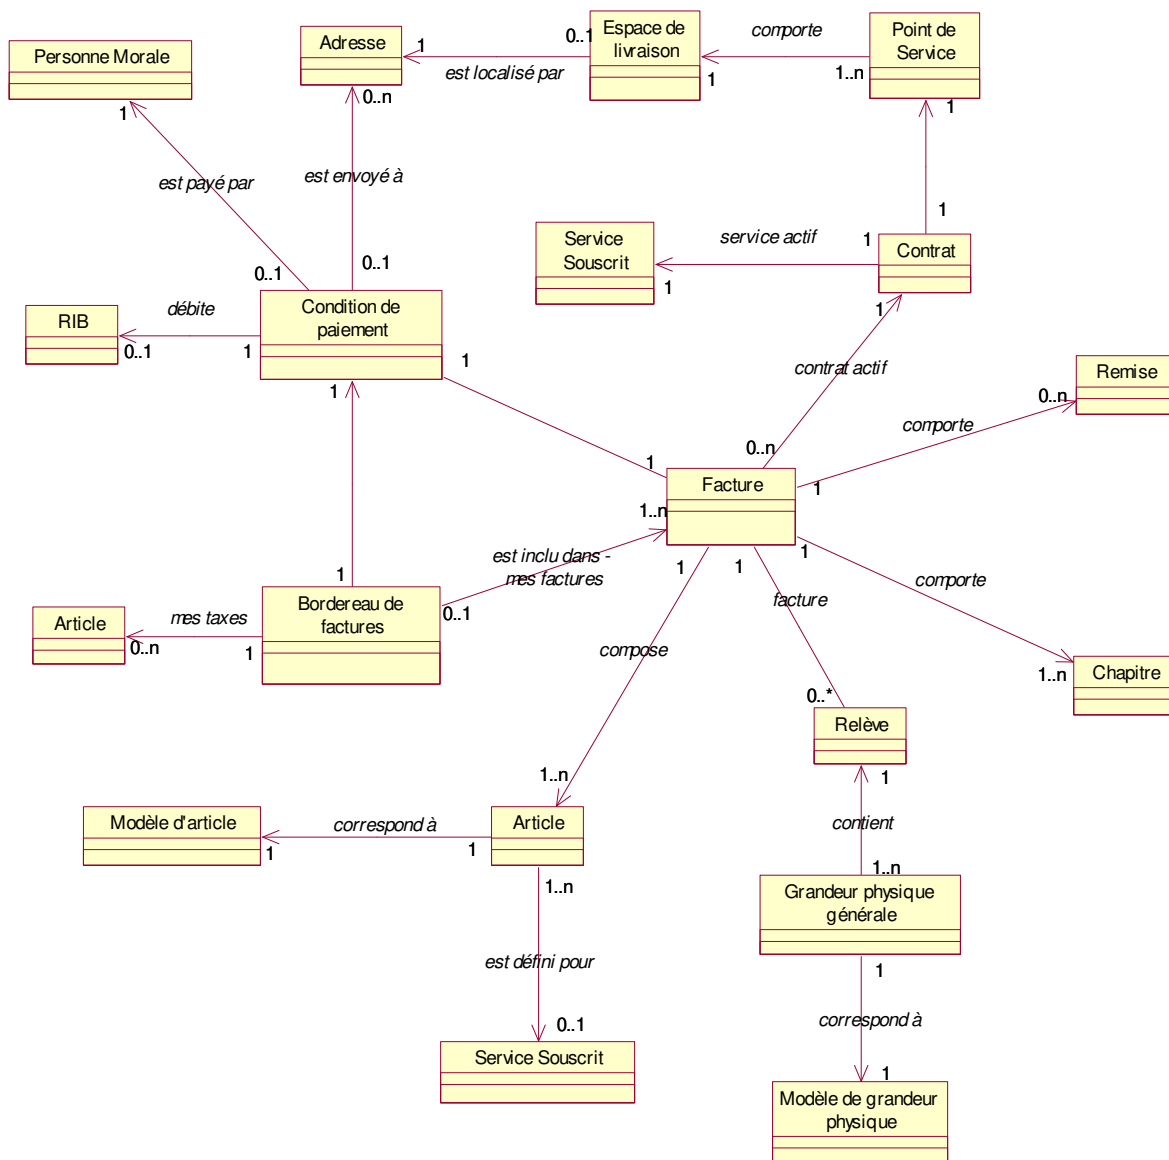 Personne Morale
1
Adresse
1
0..n
est localisé par
0..1
Espace de
livraison
1
comporte
1..n
Point de
Service
1
est payé par
est envoyé à
0..1
0..1
1
Service
Souscrit
1
service actif
1
Contrat
1
RIB
0..1
débite
1
Condition de
paiement
1
1
contrat actif
Remise
0..n
comporte
1
0..n
1
Facture
1..n
1
1
1
est inclu dans -
mes factures
1
Article
0..n
mes taxes
1
Bordereau de
factures
0..1
compose
facture
comporte
1..n
Chapitre
0..*
Relève
1
1..n
Modèle d'article
1
correspond à
1
Article
1..n
contient
1..n
Grandeur physique
générale
1
est défini pour
0..1
Service Souscrit
correspond à
1
Modèle de grandeur
physique